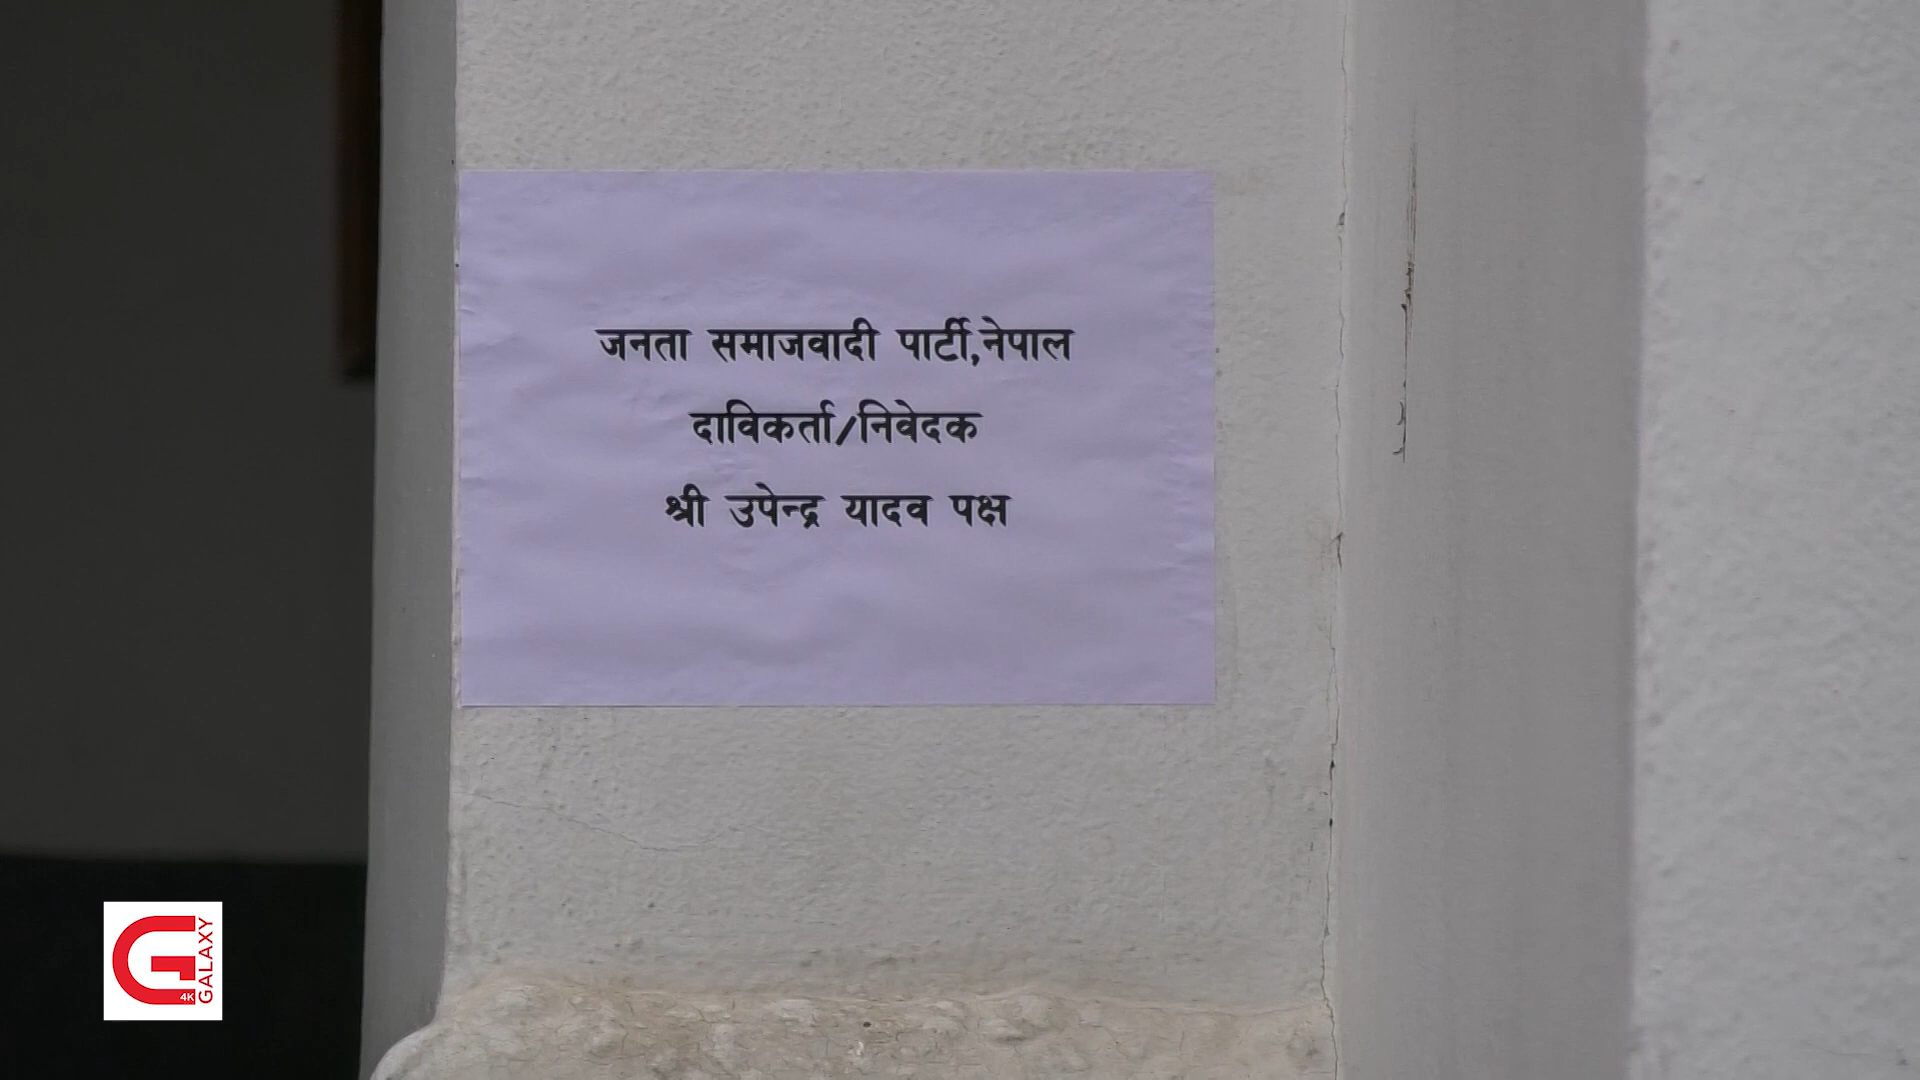 जनता समाजवादी पार्टी,नेपाल
दाविकर्ता/निवेदक
श्री उपेन्द्र यादव पक्ष
4K GALAXY